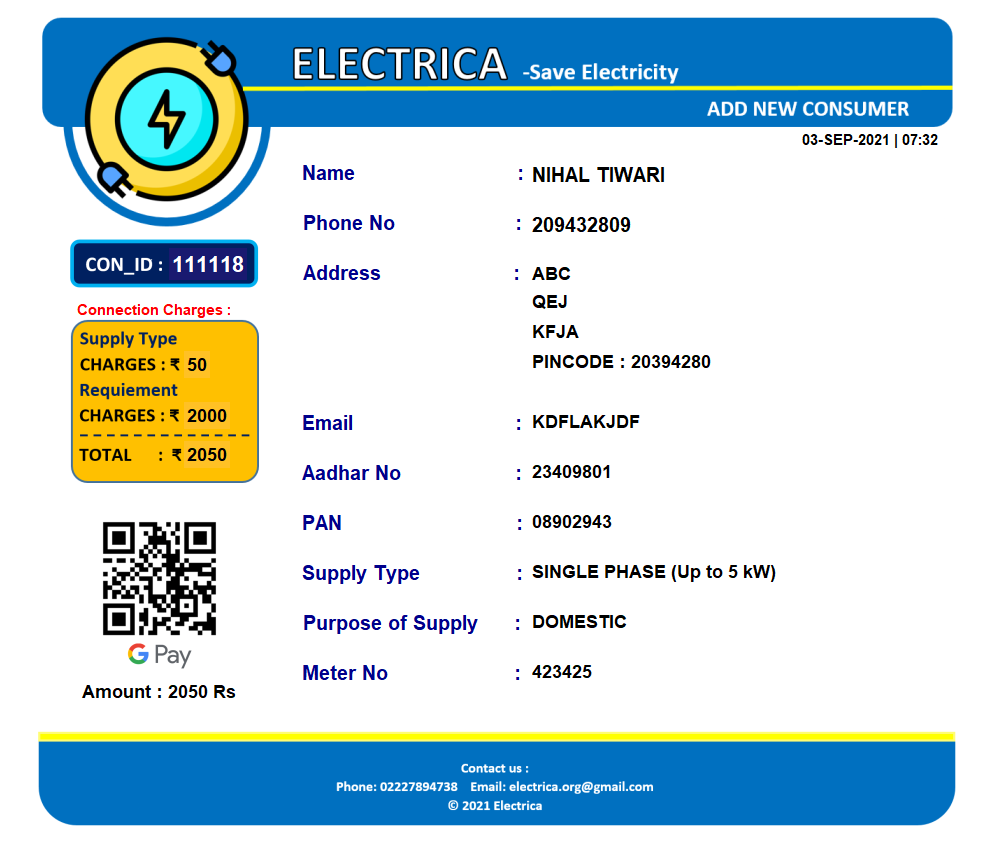 ELECTRICA -Save Electricity
ADD NEW CONSUMER
03-SEP-2021 | 07:32
CON_ID : 111118
Connection Charges :
Supply Type
CHARGES : ₹ 50
Requiement
CHARGES : ₹ 2000
TOTAL : ₹ 2050
G Pay
Amount : 2050 Rs
Name : NIHAL TIWARI
Phone No : 209432809
Address : ABC
QEJ
KFJA
PINCODE : 20394280
Email : KDFLAKJDF
Aadhar No : 23409801
PAN : 08902943
Supply Type : SINGLE PHASE (Up to 5 kW)
Purpose of Supply : DOMESTIC
Meter No : 423425
Contact us :
Phone: 02227894738 Email: electrica.org@gmail.com
© 2021 Electrica